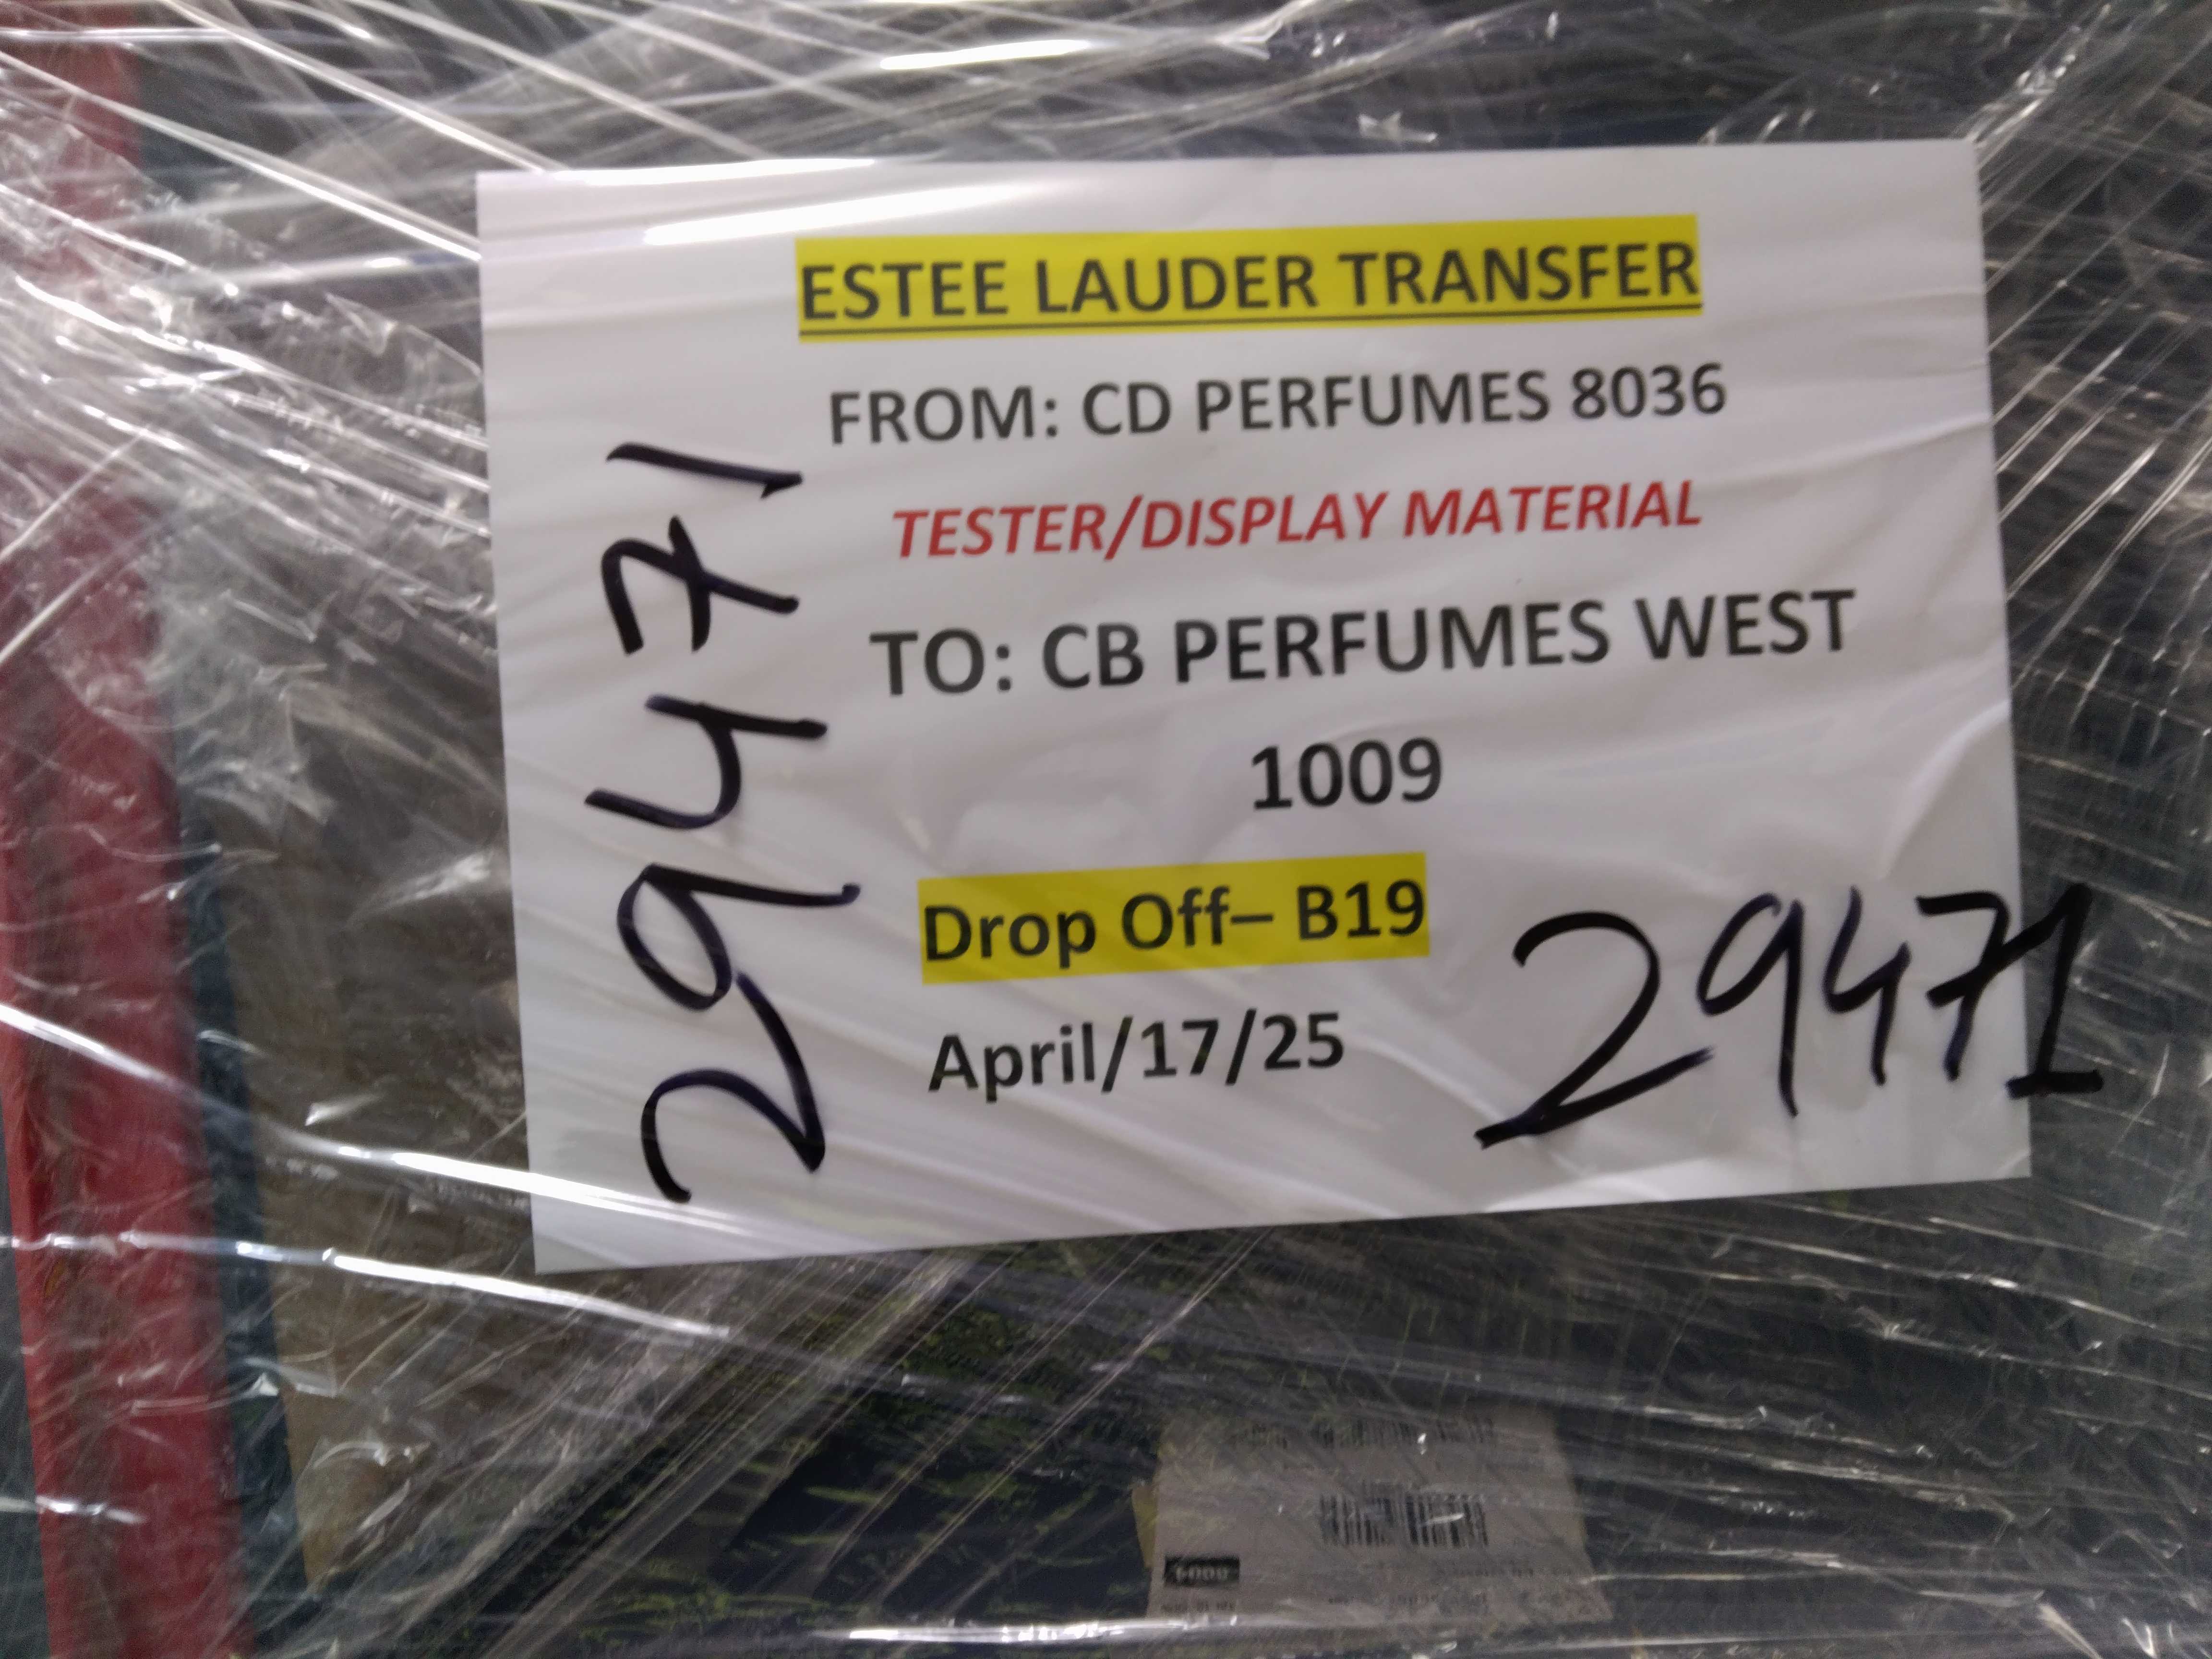 ESTEE LAUDER TRANSFER
FROM: CD PERFUMES 8036
TESTER/DISPLAY MATERIAL
TO: CB PERFUMES WEST
1009
Drop Off– B19
April/17/25
29471
29471